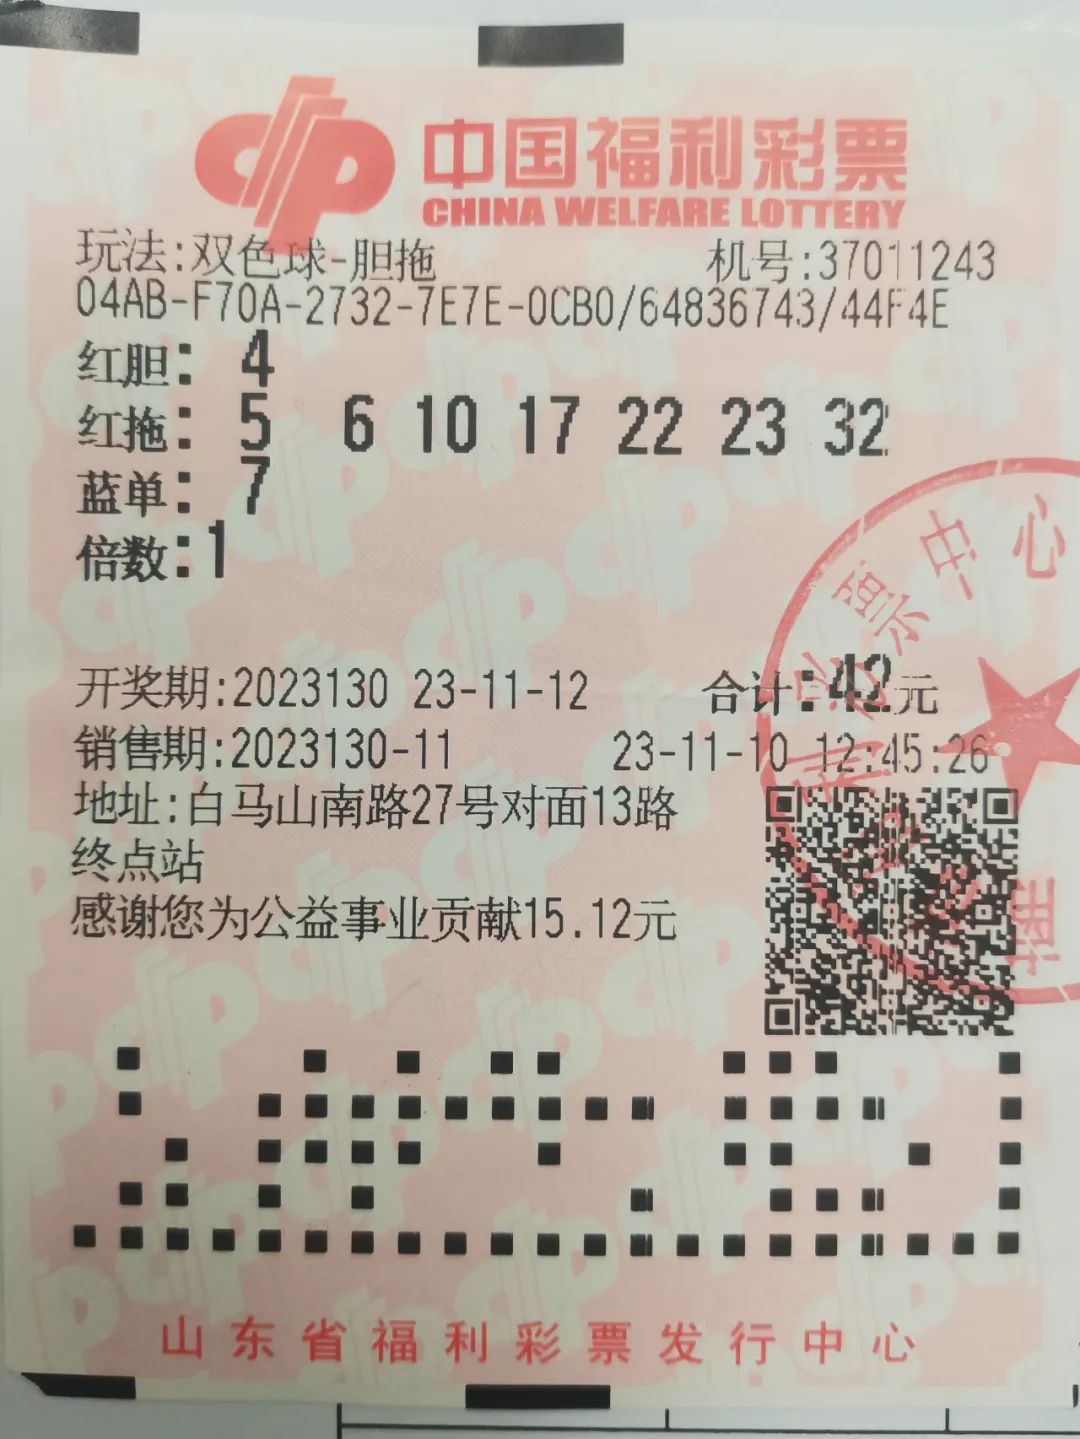 中国福利彩票
CHINA WELFARE LOTTERY
玩法:双色球-胆拖 机号:37011243
04AB-F70A-2732-7E7E-0CB0/64836743/44F4E
红胆: 4
红拖: 5 6 10 17 22 23 32
蓝单: 7
倍数:1
开奖期:2023130 23-11-12 合计:42元
销售期:2023130-11 23-11-10 12:45:26
地址:白马山南路27号对面13路
终点站
感谢您为公益事业贡献15.12元
山东省福利彩票发行中心